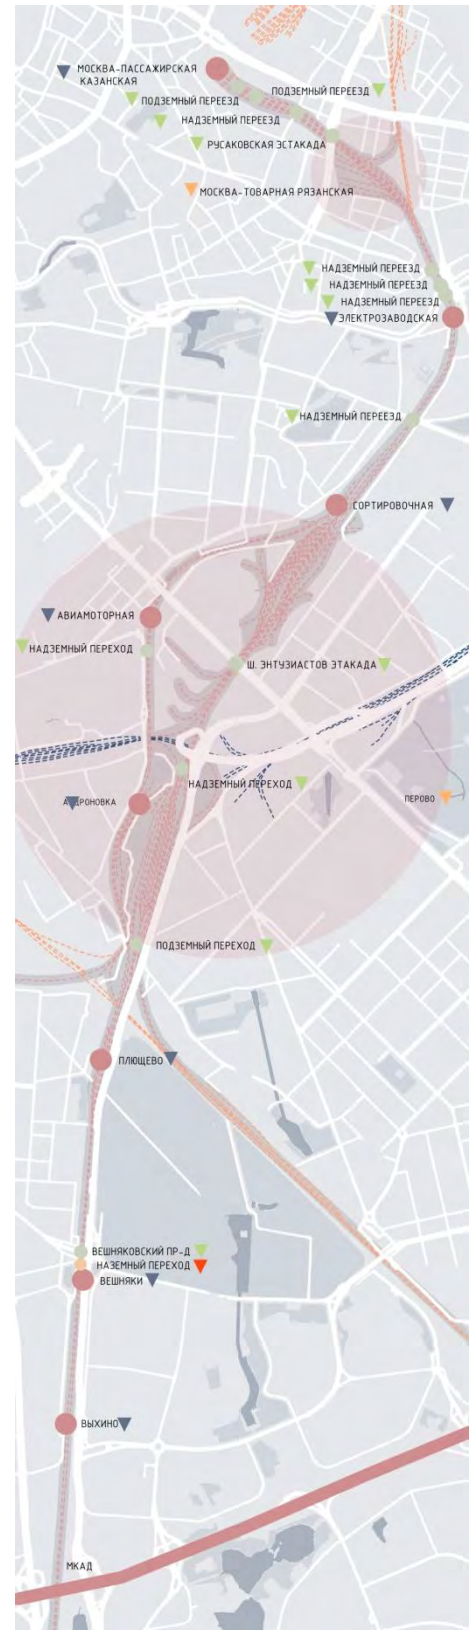 МОСКВА-ПАССАЖИРСКАЯ
КАЗАНСКАЯ
ПОДЗЕМНЫЙ ПЕРЕЕЗД
ПОДЗЕМНЫЙ ПЕРЕЕЗД
НАДЗЕМНЫЙ ПЕРЕЕЗД
РУСАКОВСКАЯ ЭСТАКАДА
МОСКВА-ТОВАРНАЯ РЯЗАНСКАЯ
НАДЗЕМНЫЙ ПЕРЕЕЗД
НАДЗЕМНЫЙ ПЕРЕЕЗД
НАДЗЕМНЫЙ ПЕРЕЕЗД
ЭЛЕКТРОЗАВОДСКАЯ
НАДЗЕМНЫЙ ПЕРЕЕЗД
СОРТИРОВОЧНАЯ
АВИАМОТОРНАЯ
НАДЗЕМНЫЙ ПЕРЕХОД
Ш. ЭНТУЗИАСТОВ ЭТАКАДА
НАДЗЕМНЫЙ ПЕРЕХОД
ПЕРОВО
АНДРОНОВКА
ПОДЗЕМНЫЙ ПЕРЕХОД
ПЛЮЩЕВО
ВЕШНЯКОВСКИЙ ПР-Д
НАЗЕМНЫЙ ПЕРЕХОД
ВЕШНЯКИ
ВЫХИНО
МКАД